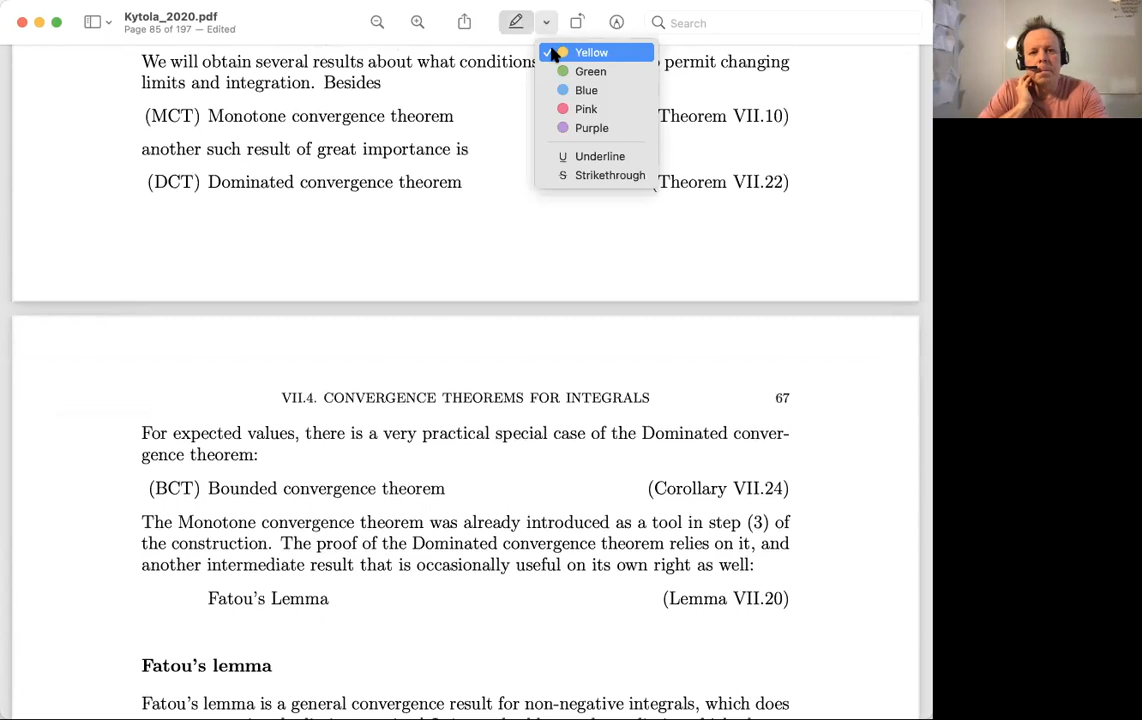 Kytola_2020.pdf
Page 85 of 197 — Edited
Search
Yellow
Green
Blue
Pink
Purple
Underline
Strikethrough
We will obtain several results about what conditions permit changing
limits and integration. Besides
(MCT) Monotone convergence theorem Theorem VII.10)
another such result of great importance is
(DCT) Dominated convergence theorem (Theorem VII.22)
VII.4. CONVERGENCE THEOREMS FOR INTEGRALS 67
For expected values, there is a very practical special case of the Dominated conver-
gence theorem:
(BCT) Bounded convergence theorem (Corollary VII.24)
The Monotone convergence theorem was already introduced as a tool in step (3) of
the construction. The proof of the Dominated convergence theorem relies on it, and
another intermediate result that is occasionally useful on its own right as well:
Fatou's Lemma (Lemma VII.20)
Fatou's lemma
Fatou's lemma is a general convergence result for non-negative integrals, which does